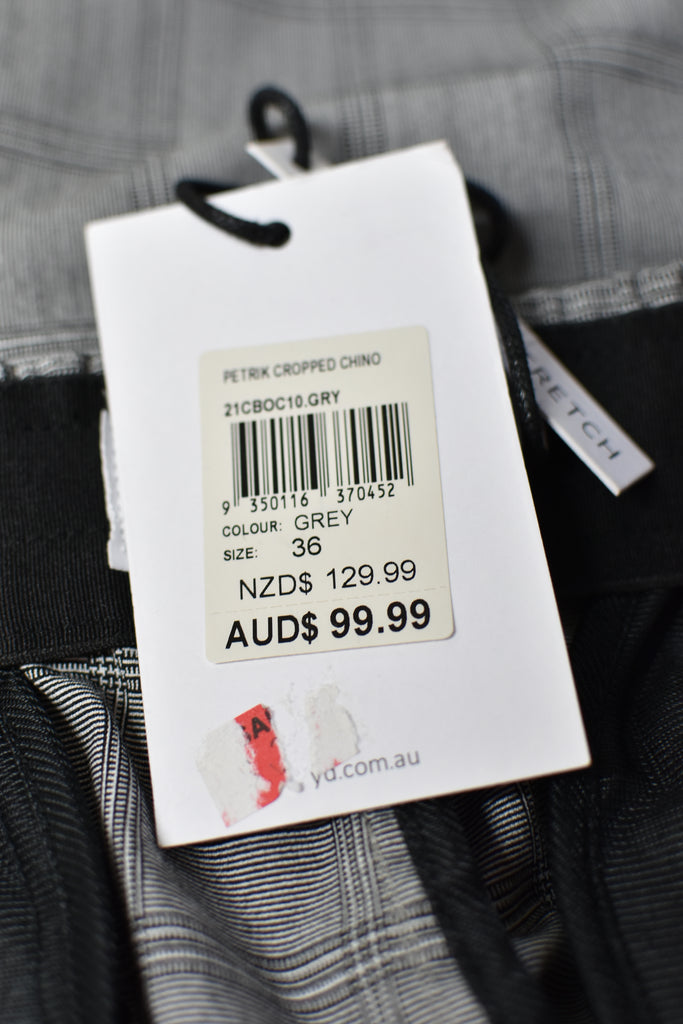 PETRIK CROPPED CHINO
21CBOC10.GRY
9 350116 370452
COLOUR: GREY
SIZE: 36
NZD$ 129.99
AUD$ 99.99
yd.com.au